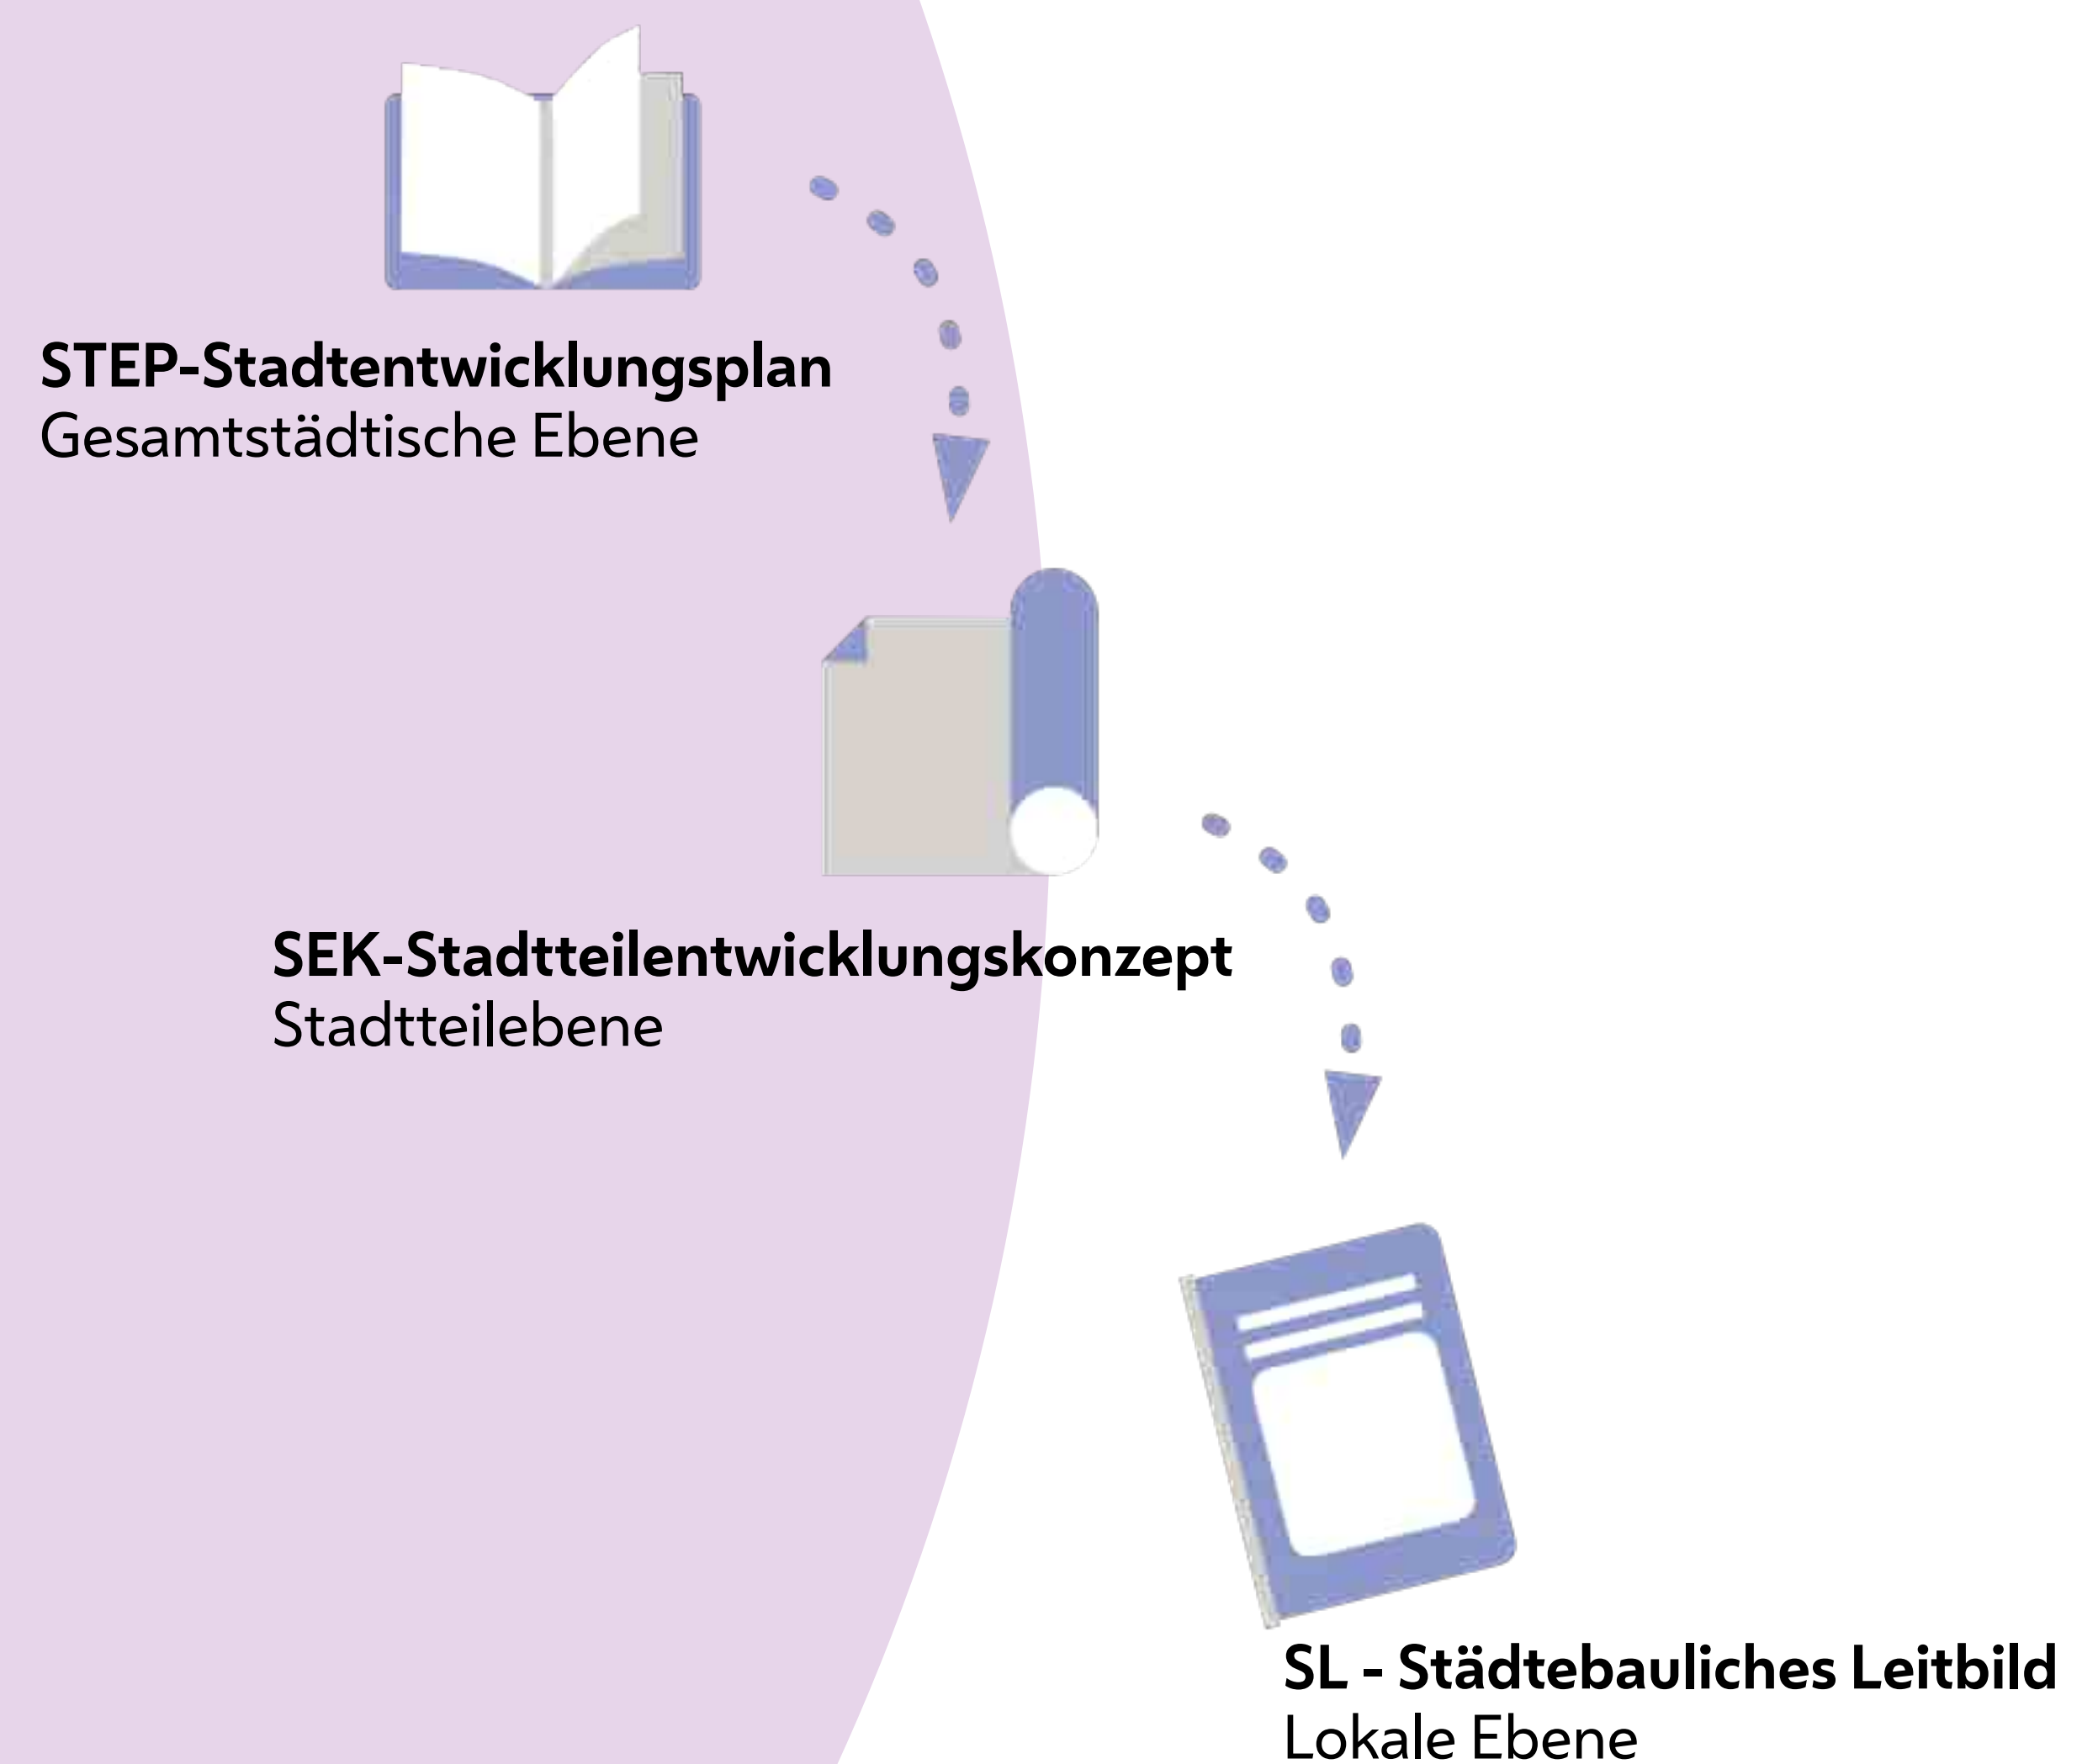 STEP-Stadtentwicklungsplan
Gesamtstädtische Ebene
SEK-Stadtteilentwicklungskonzept
Stadtteilebene
SL - Städtebauliches Leitbild
Lokale Ebene